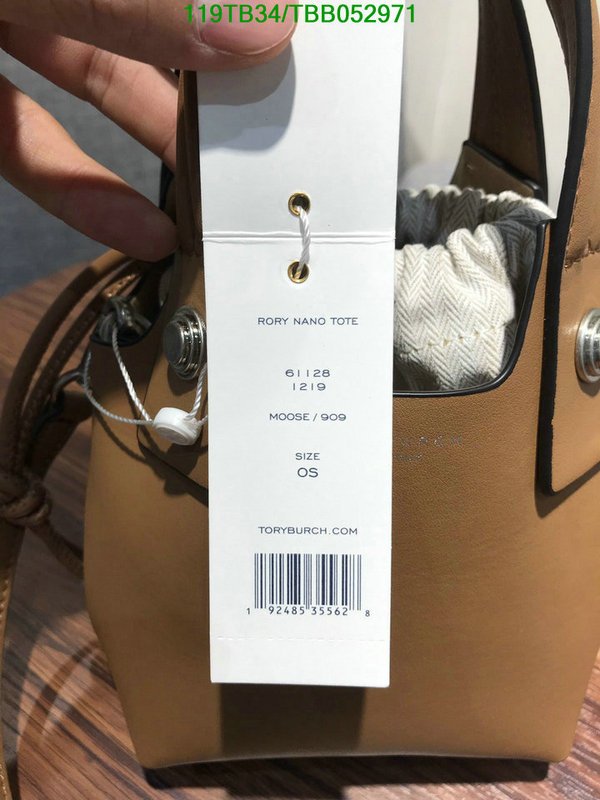 119TB34/TBB052971
RORY NANO TOTE
61128
1219
MOOSE / 909
SIZE
OS
TORYBURCH.COM
1 92485 35562 8